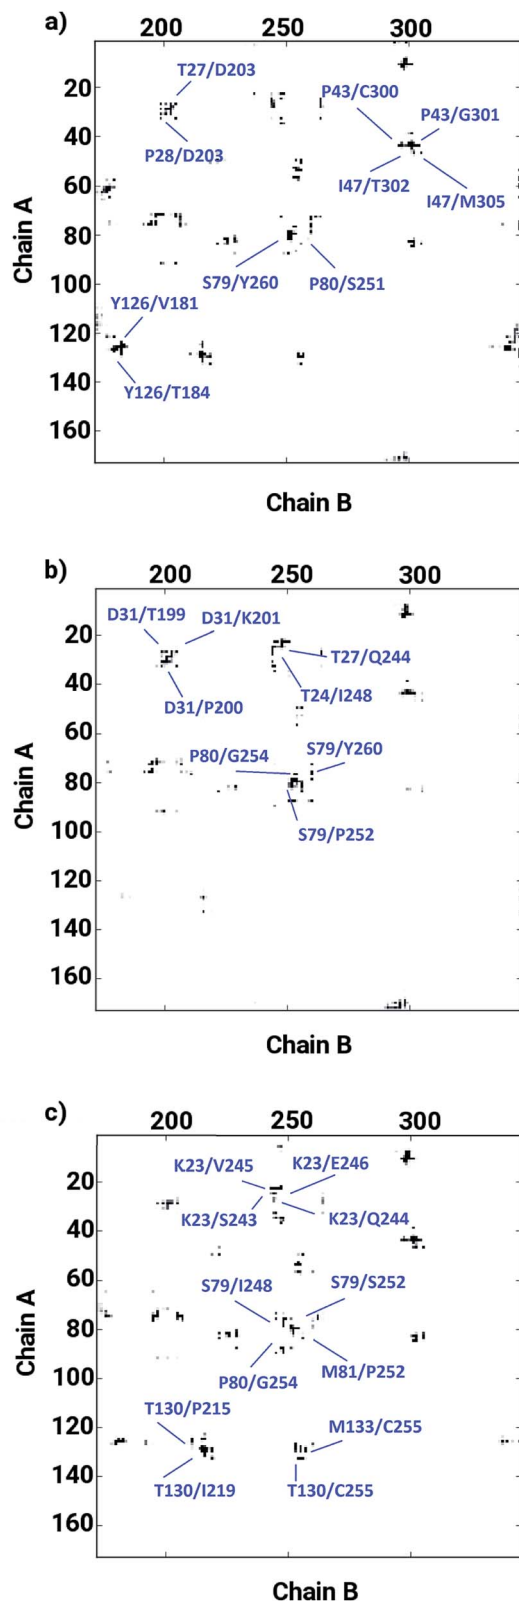 a)
200 250 300
T27/D203
20
P43/C300
P43/G301
40
P28/D203
I47/T302
60
I47/M305
80
Chain A
S79/Y260 P80/S251
100
Y126/V181
120
140
Y126/T184
160
Chain B
b)
200 250 300
D31/T199 D31/K201
20
T27/Q244
40
T24/I248
D31/P200
60
P80/G254 S79/Y260
Chain A
80
S79/P252
100
120
140
160
Chain B
c)
200 250 300
K23/V245 K23/E246
20
K23/S243 K23/Q244
40
60
S79/I248 S79/S252
Chain A
80
P80/G254 M81/P252
100
T130/P215
120
M133/C255
140
T130/I219 T130/C255
160
Chain B